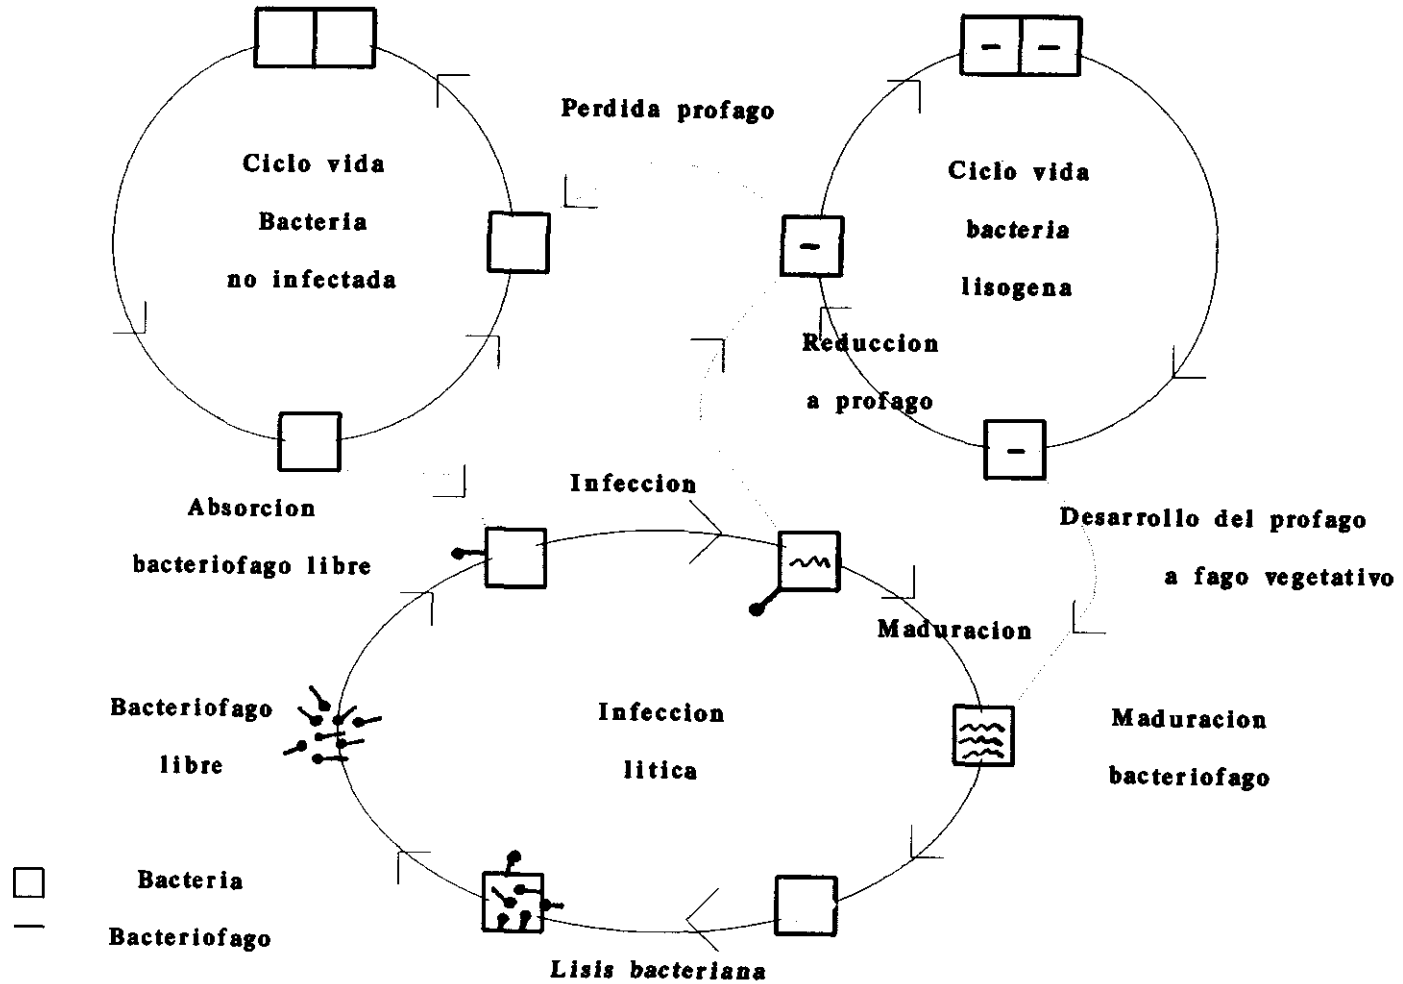 Perdida profago
Ciclo vida
Bacteria
no infectada
Ciclo vida
bacteria
lisogena
Reduccion
a profago
Infeccion
Absorcion
bacteriofago libre
Desarrollo del profago
a fago vegetativo
Maduracion
Bacteriofago
libre
Infeccion
litica
Maduracion
bacteriofago
Bacteria
Bacteriofago
Lisis bacteriana